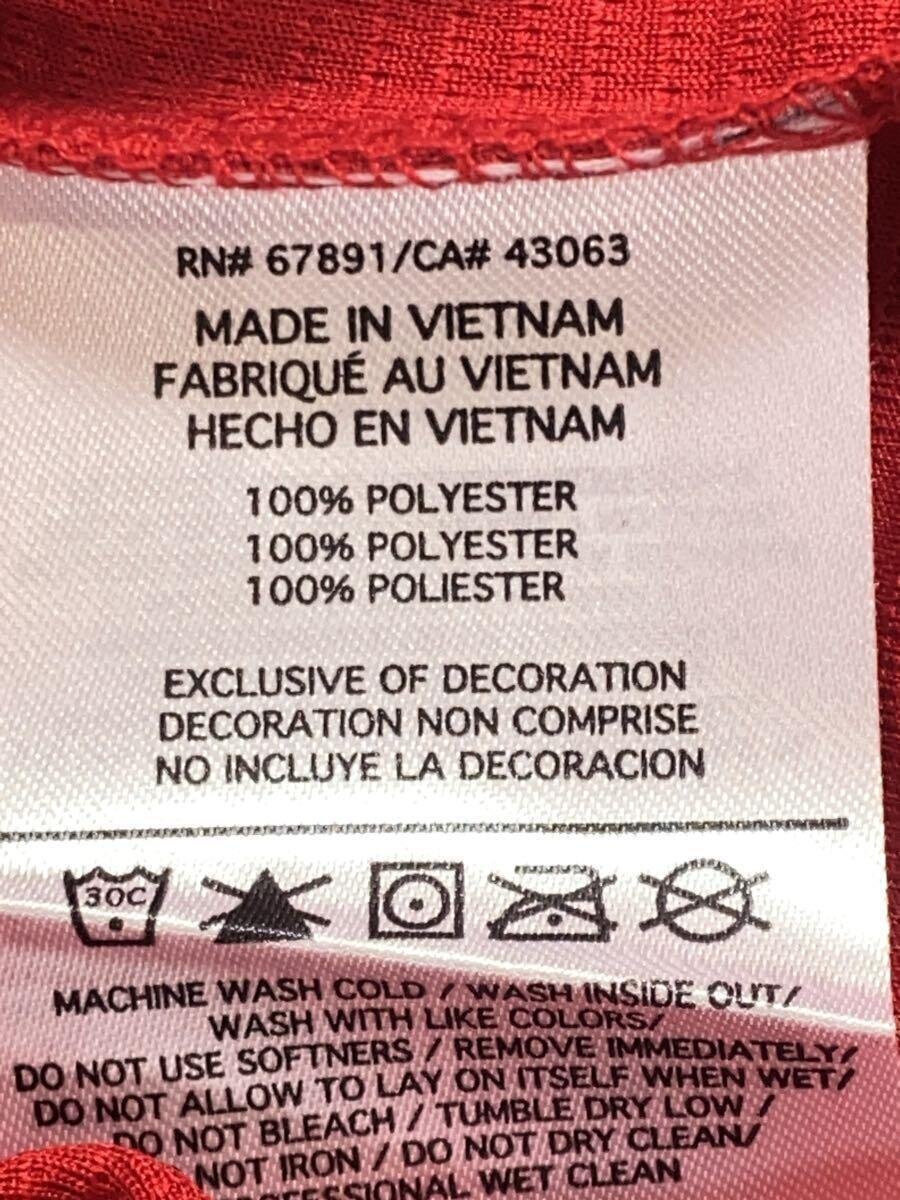 RN# 67891/CA# 43063
MADE IN VIETNAM
FABRIQUÉ AU VIETNAM
HECHO EN VIETNAM
100% POLYESTER
100% POLYESTER
100% POLIESTER
EXCLUSIVE OF DECORATION
DECORATION NON COMPRISE
NO INCLUYE LA DECORACION
30C
MACHINE WASH COLD / WASH INSIDE OUT/
WASH WITH LIKE COLORS/
DO NOT USE SOFTNERS / REMOVE IMMEDIATELY/
DO NOT ALLOW TO LAY ON ITSELF WHEN WET/
DO NOT BLEACH / TUMBLE DRY LOW /
NOT IRON / DO NOT DRY CLEAN/
WET CLEAN